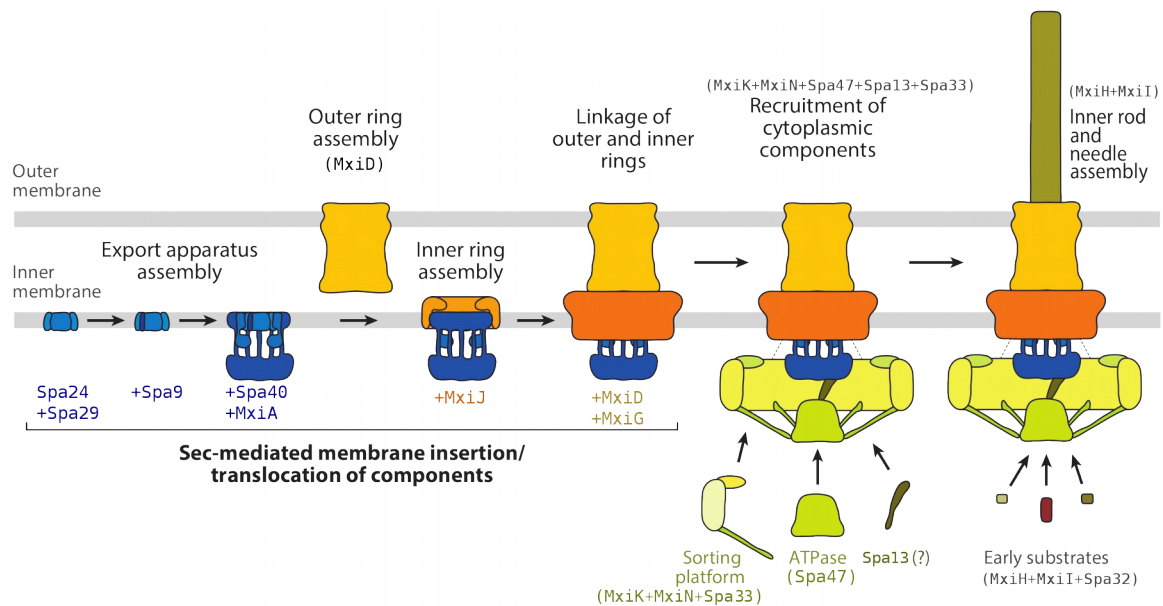 (MxiK+MxiN+Spa47+Spa13+Spa33)
Recruitment of
cytoplasmic
components
(MxiH+MxiI)
Inner rod
and
needle
assembly
Outer ring
assembly
(MxiD)
Linkage of
outer and inner
rings
Outer
membrane
Export apparatus
assembly
Inner ring
assembly
Inner
membrane
Spa24
+Spa29
+Spa9
+Spa40
+MxiA
+MxiJ
+MxiD
+MxiG
Sec-mediated membrane insertion/
translocation of components
Sorting
platform
(MxiK+MxiN+Spa33)
ATPase
(Spa47)
Spa13(?)
Early substrates
(MxiH+MxiI+Spa32)